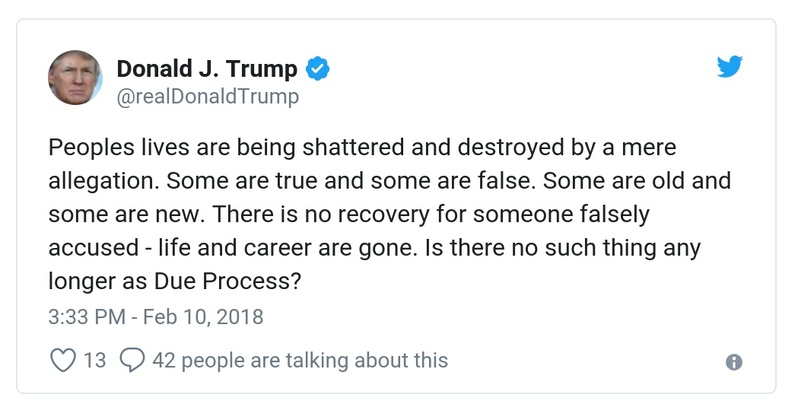 Donald J. Trump
@realDonaldTrump
Peoples lives are being shattered and destroyed by a mere
allegation. Some are true and some are false. Some are old and
some are new. There is no recovery for someone falsely
accused - life and career are gone. Is there no such thing any
longer as Due Process?
3:33 PM - Feb 10, 2018
13 42 people are talking about this